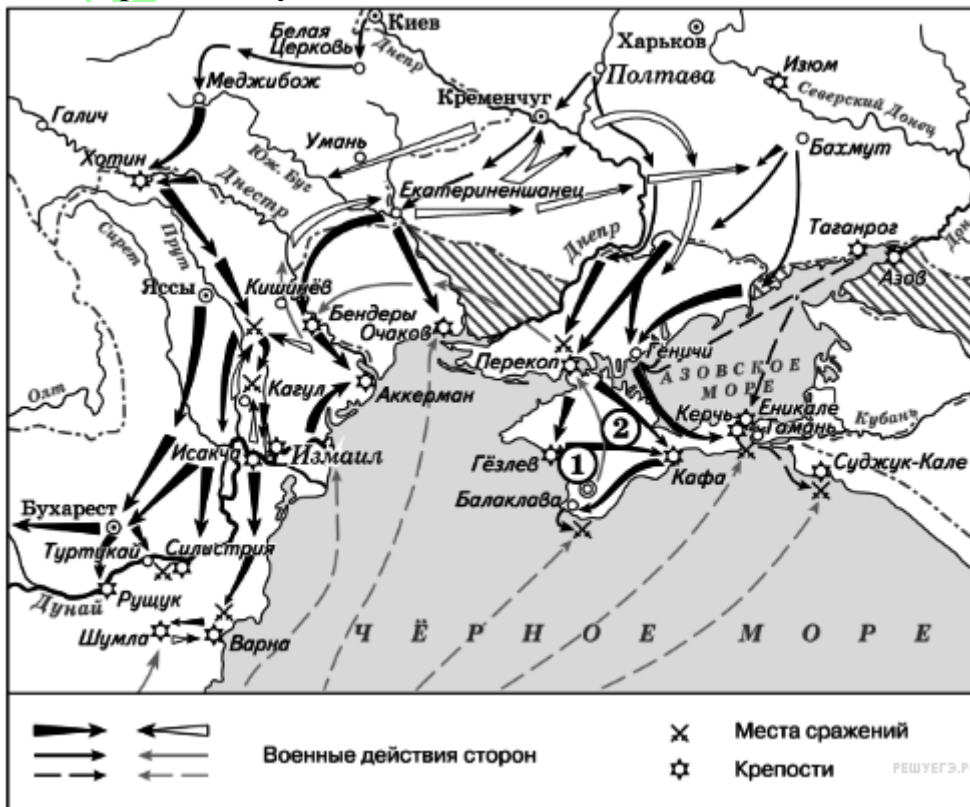 Киев
Белая
Церковь
Днепр
Харьков
Полтава
Изюм
Северский Донец
Меджибож
Галич
Кременчуг
Умань
Бахмут
Хотин
Юж. Буг
Днестр
Екатериненшанец
Таганрог
Дон
Сирет
Прут
Днепр
Азов
Яссы
Кишинёв
Бендеры
Очаков
Перекоп
Геничи
АЗОВСКОЕ
МОРЕ
Олт
Кагул
Аккерман
Керчь
Еникале
Тамань
Кубань
2
Исакча
Измаил
Гёзлев
1
Кафа
Суджук-Кале
Балаклава
Бухарест
Туртукай
Силистрия
Дунай
Рущук
Шумла
Варна
ЧЁРНОЕ МОРЕ
Военные действия сторон
Места сражений
Крепости
РЕШУЕГЭ.Р